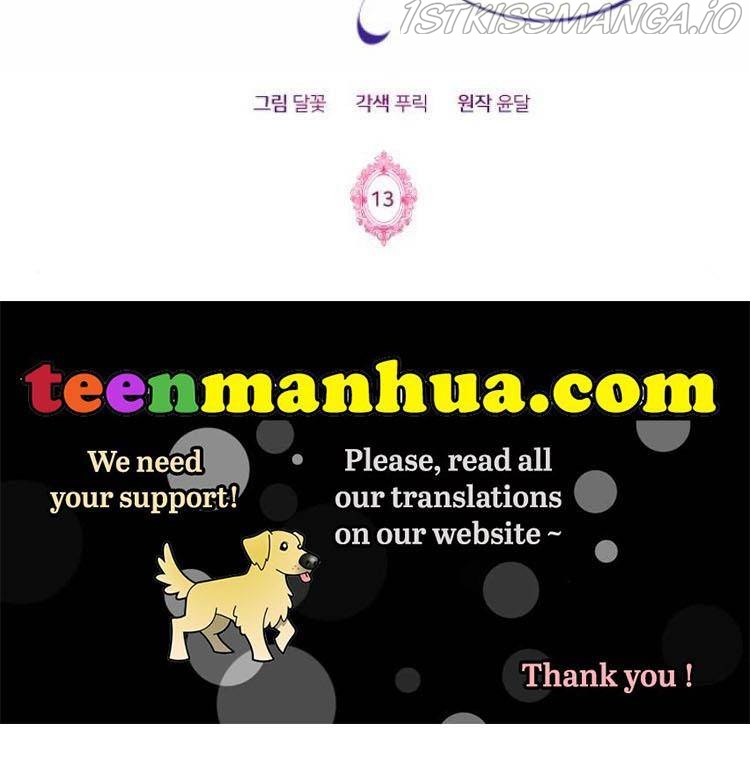 1STKISSMANGA.IO
그림 달꽃 각색 푸릭 원작 윤달
13
teenmanhua.com
We need
your support!
Please, read all
our translations
on our website ~
Thank you !